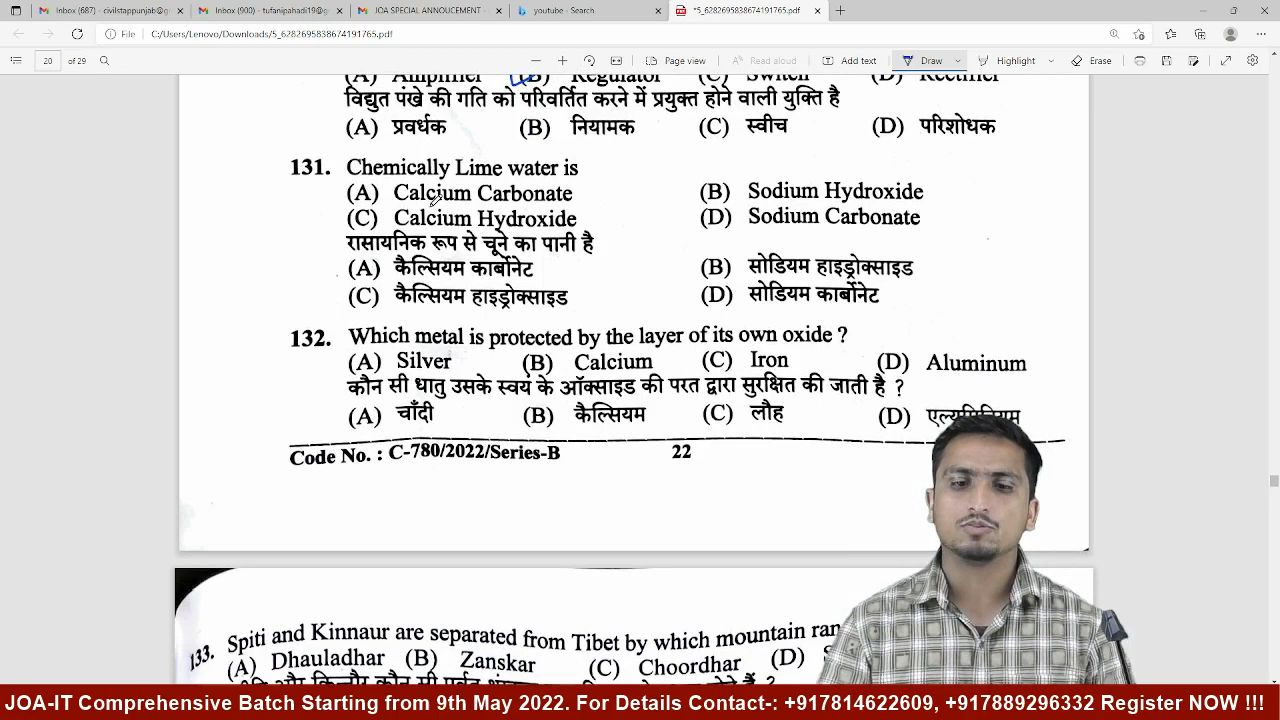 Inbox (687) - civilstappunjab@g
Inbox (900) - tufanipahadi19@g
JOA SPECIAL ANNOUCEMENT -
youtube - Search
*5_6282695838674191765.pdf
File C:/Users/Lenovo/Downloads/5_6282695838674191765.pdf
20 of 29 Page view Read aloud Add text Draw Highlight Erase
(A) Amplifier (B) Regulator (C) Switch (D) Rectifier
विद्युत पंखे की गति को परिवर्तित करने में प्रयुक्त होने वाली युक्ति है
(A) प्रवर्धक (B) नियामक (C) स्वीच (D) परिशोधक
131. Chemically Lime water is
(A) Calcium Carbonate (B) Sodium Hydroxide
(C) Calcium Hydroxide (D) Sodium Carbonate
रासायनिक रूप से चूने का पानी है
(A) कैल्सियम कार्बोनेट (B) सोडियम हाइड्रोक्साइड
(C) कैल्सियम हाइड्रोक्साइड (D) सोडियम कार्बोनेट
132. Which metal is protected by the layer of its own oxide ?
(A) Silver (B) Calcium (C) Iron (D) Aluminum
कौन सी धातु उसके स्वयं के ऑक्साइड की परत द्वारा सुरक्षित की जाती है ?
(A) चाँदी (B) कैल्सियम (C) लौह (D) एल्युमिनियम
Code No. : C-780/2022/Series-B 22
133. Spiti and Kinnaur are separated from Tibet by which mountain
(A) Dhauladhar (B) Zanskar (C) Choordhar (D)
JOA-IT Comprehensive Batch Starting from 9th May 2022. For Details Contact-: +917814622609, +917889296332 Register NOW !!!